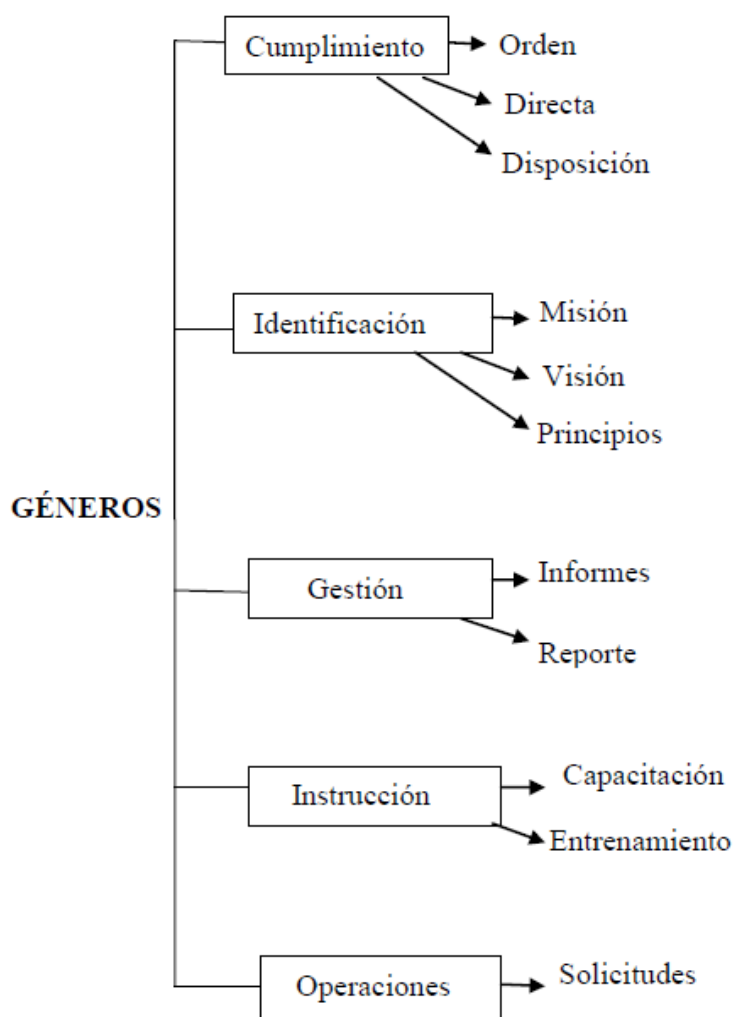 Cumplimiento
Orden
Directa
Disposición
Identificación
Misión
Visión
Principios
GÉNEROS
Gestión
Informes
Reporte
Instrucción
Capacitación
Entrenamiento
Operaciones
Solicitudes